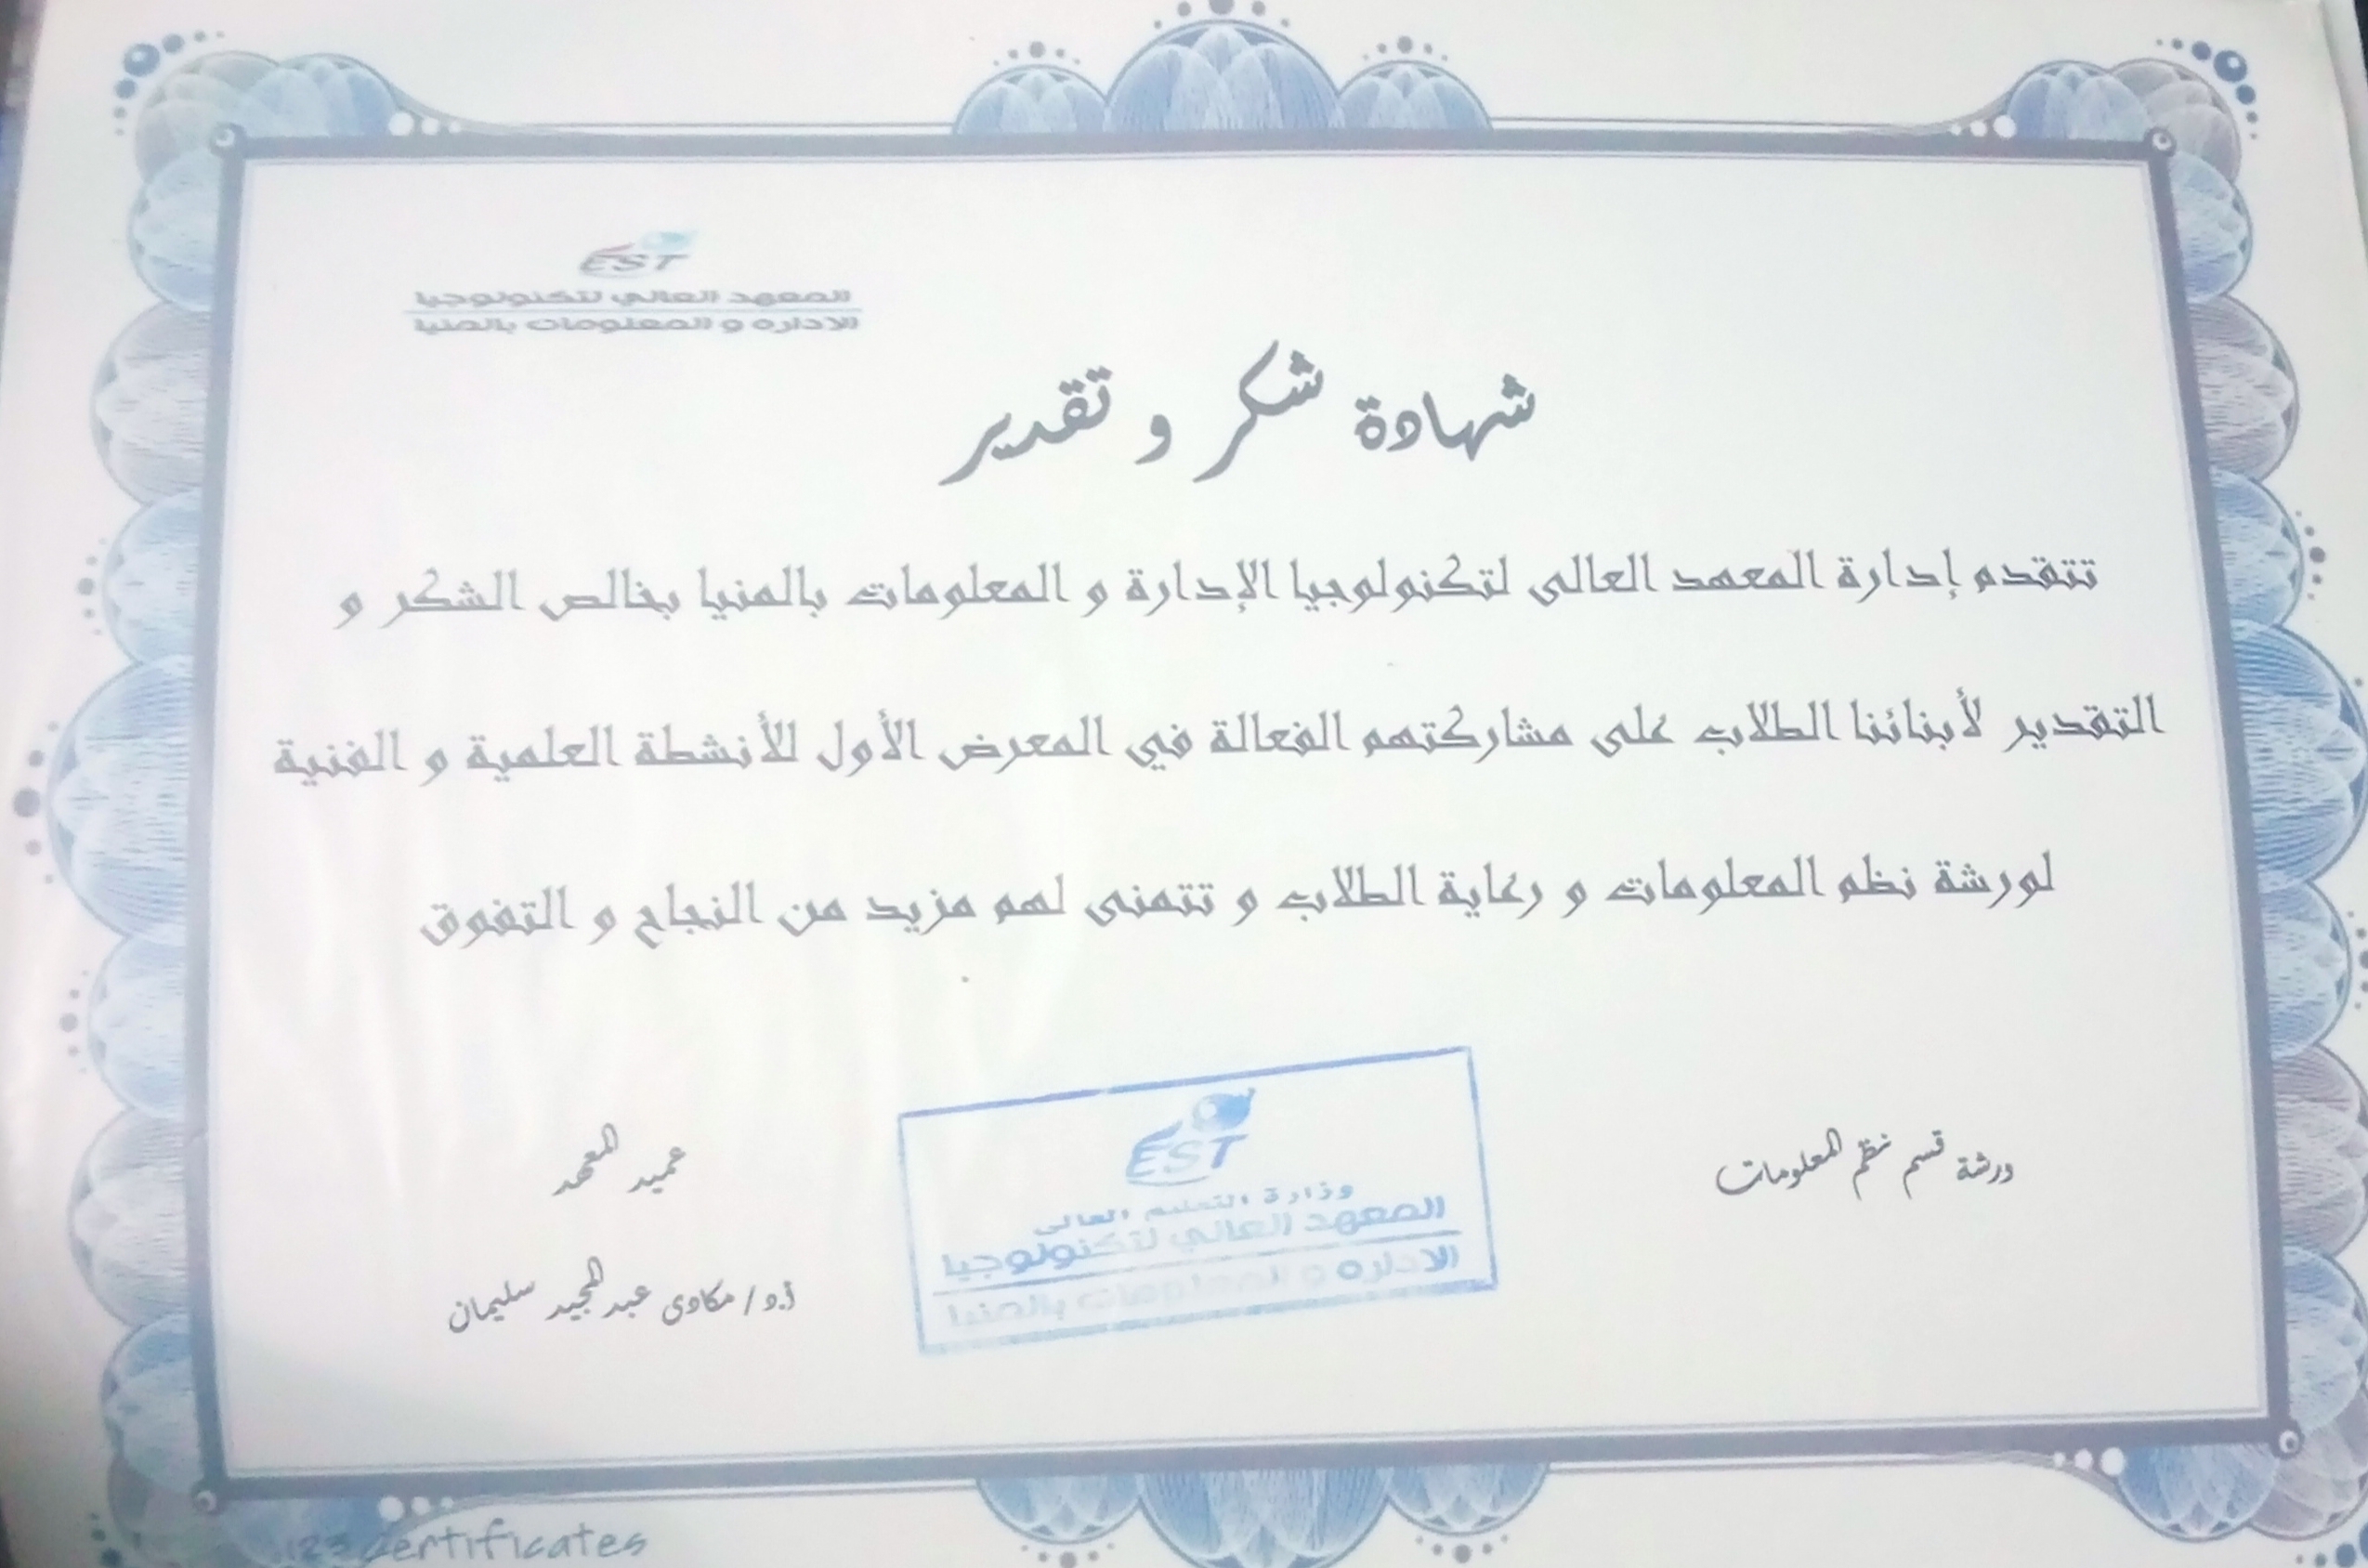 EST
المعهد العالي لتكنولوجيا
الاداره و المعلومات بالمنيا
شهادة شكر و تقدير
تتقدم إدارة المعهد العالى لتكنولوجيا الإدارة و المعلومات بالمنيا بخالص الشكر و
التقدير لأبنائنا الطلاب على مشاركتهم الفعالة في المعرض الأول للأنشطة العلمية و الفنية
لورشة نظم المعلومات و رعاية الطلاب و تتمنى لهم مزيد من النجاح و التفوق
ورشة قسم نظم المعلومات
عميد المعهد
أ.د/ مكادى عبد المجيد سليمان
EST
وزارة التعليم العالى
المعهد العالي لتكنولوجيا
الاداره و المعلومات بالمنيا
123 Certificates